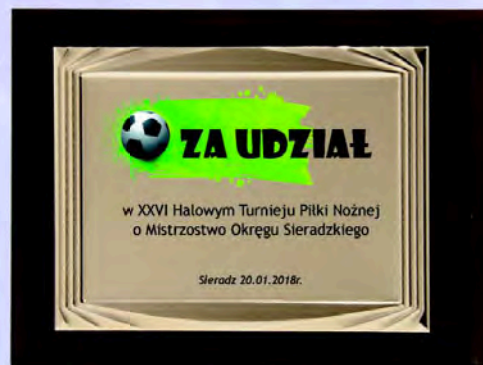 ZA UDZIAŁ
w XXVI Halowym Turnieju Piłki Nożnej
o Mistrzostwo Okręgu Sieradzkiego
Sieradz 20.01.2018r.